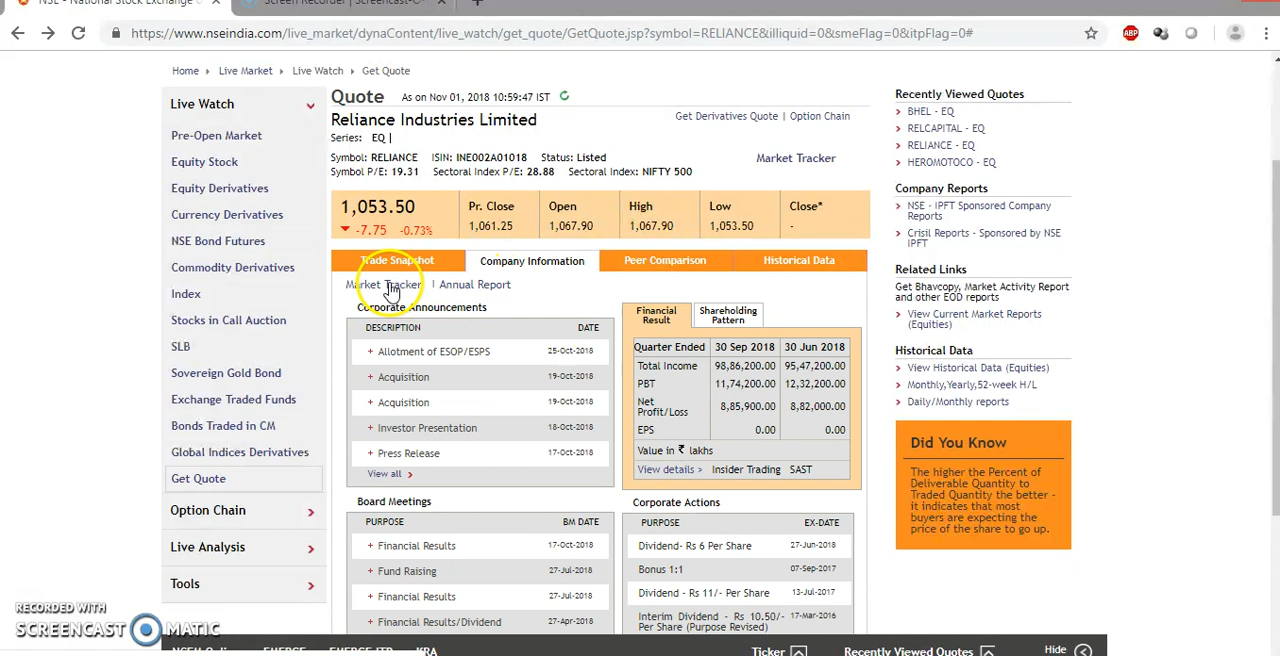 NSE - National Stock Exchange
Screen Recorder | Screencast-O-
https://www.nseindia.com/live_market/dynaContent/live_watch/get_quote/GetQuote.jsp?symbol=RELIANCE&illiquid=0&smeFlag=0&itpFlag=0#
ABP
Home › Live Market › Live Watch › Get Quote
Live Watch
Pre-Open Market
Equity Stock
Equity Derivatives
Currency Derivatives
NSE Bond Futures
Commodity Derivatives
Index
Stocks in Call Auction
SLB
Sovereign Gold Bond
Exchange Traded Funds
Bonds Traded in CM
Global Indices Derivatives
Get Quote
Option Chain
Live Analysis
Tools
Quote As on Nov 01, 2018 10:59:47 IST
Reliance Industries Limited
Get Derivatives Quote | Option Chain
Series: EQ |
Symbol: RELIANCE ISIN: INE002A01018 Status: Listed
Market Tracker
Symbol P/E: 19.31 Sectoral Index P/E: 28.88 Sectoral Index: NIFTY 500
1,053.50 Pr. Close Open High Low Close*
-7.75 -0.73% 1,061.25 1,067.90 1,067.90 1,053.50 -
Trade Snapshot Company Information Peer Comparison Historical Data
Market Tracker | Annual Report
Corporate Announcements
DESCRIPTION DATE
+ Allotment of ESOP/ESPS 25-Oct-2018
+ Acquisition 19-Oct-2018
+ Acquisition 19-Oct-2018
+ Investor Presentation 18-Oct-2018
+ Press Release 17-Oct-2018
View all ›
Financial Result Shareholding Pattern
Quarter Ended 30 Sep 2018 30 Jun 2018
Total Income 98,86,200.00 95,47,200.00
PBT 11,74,200.00 12,32,200.00
Net Profit/Loss 8,85,900.00 8,82,000.00
EPS 0.00 0.00
Value in ₹ lakhs
View details > Insider Trading SAST
Board Meetings
PURPOSE BM DATE
+ Financial Results 17-Oct-2018
+ Fund Raising 27-Jul-2018
+ Financial Results 27-Jul-2018
+ Financial Results/Dividend 27-Apr-2018
Corporate Actions
PURPOSE EX-DATE
Dividend- Rs 6 Per Share 27-Jun-2018
Bonus 1:1 07-Sep-2017
Dividend - Rs 11/- Per Share 13-Jul-2017
Interim Dividend - Rs 10.50/- 17-Mar-2016
Per Share (Purpose Revised)
Recently Viewed Quotes
BHEL - EQ
RELCAPITAL - EQ
RELIANCE - EQ
HEROMOTOCO - EQ
Company Reports
NSE - IPFT Sponsored Company
Reports
Crisil Reports - Sponsored by NSE
IPFT
Related Links
Get Bhavcopy, Market Activity Report
and other EOD reports
View Current Market Reports
(Equities)
Historical Data
View Historical Data (Equities)
Monthly,Yearly,52-week H/L
Daily/Monthly reports
Did You Know
The higher the Percent of
Deliverable Quantity to
Traded Quantity the better -
it indicates that most
buyers are expecting the
price of the share to go up.
RECORDED WITH
SCREENCAST MATIC
EMERGE EMERGE ITP KRA
Ticker Recently Viewed Quotes Hide